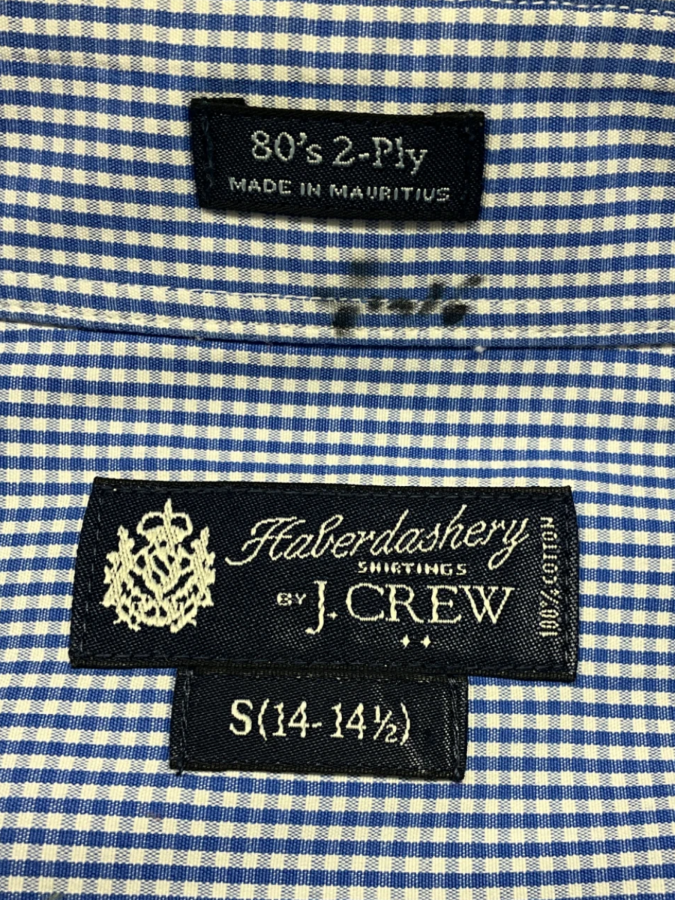 80's 2-Ply
MADE IN MAURITIUS
Haberdashery
SHIRTINGS
BY J.CREW
100% COTTON
S(14-14½)